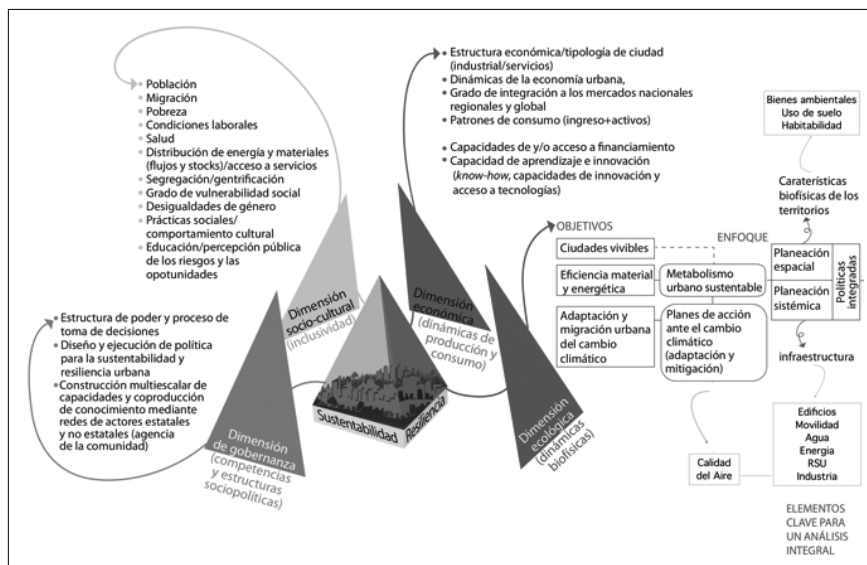 • Población
• Migración
• Pobreza
• Condiciones laborales
• Salud
• Distribución de energía y materiales
(flujos y stocks)/acceso a servicios
• Segregación/gentrificación
• Grado de vulnerabilidad social
• Desigualdades de género
• Prácticas sociales/
comportamiento cultural
• Educación/percepción pública
de los riesgos y las
opotunidades
• Estructura económica/tipología de ciudad
(industrial/servicios)
• Dinámicas de la economía urbana,
• Grado de integración a los mercados nacionales
regionales y global
• Patrones de consumo (ingreso+activos)
• Capacidades de y/o acceso a financiamiento
• Capacidad de aprendizaje e innovación
(know-how, capacidades de innovación y
acceso a tecnologías)
• Estructura de poder y proceso de
toma de decisiones
• Diseño y ejecución de política
para la sustentabilidad y
resiliencia urbana
• Construcción multiescalar de
capacidades y coproducción
de conocimiento mediante
redes de actores estatales
y no estatales (agencia
de la comunidad)
Dimensión
socio-cultural
(inclusividad)
Dimensión
económica
(dinámicas de
producción y
consumo)
Dimensión
de gobernanza
(competencias
y estructuras
sociopolíticas)
Sustentabilidad
Resiliencia
Dimensión
ecológica
(dinámicas
biofísicas)
OBJETIVOS
Ciudades vivibles
Eficiencia material
y energética
Adaptación y
migración urbana
del cambio
climático
ENFOQUE
Metabolismo
urbano sustentable
Planes de acción
ante el cambio
climático
(adaptación y
mitigación)
Bienes ambientales
Uso de suelo
Habitabilidad
Caraterísticas
biofísicas de los
territorios
Planeación
espacial
Planeación
sistémica
Políticas
integradas
infraestructura
Calidad
del Aire
Edificios
Movilidad
Agua
Energia
RSU
Industria
ELEMENTOS
CLAVE PARA
UN ANÁLISIS
INTEGRAL